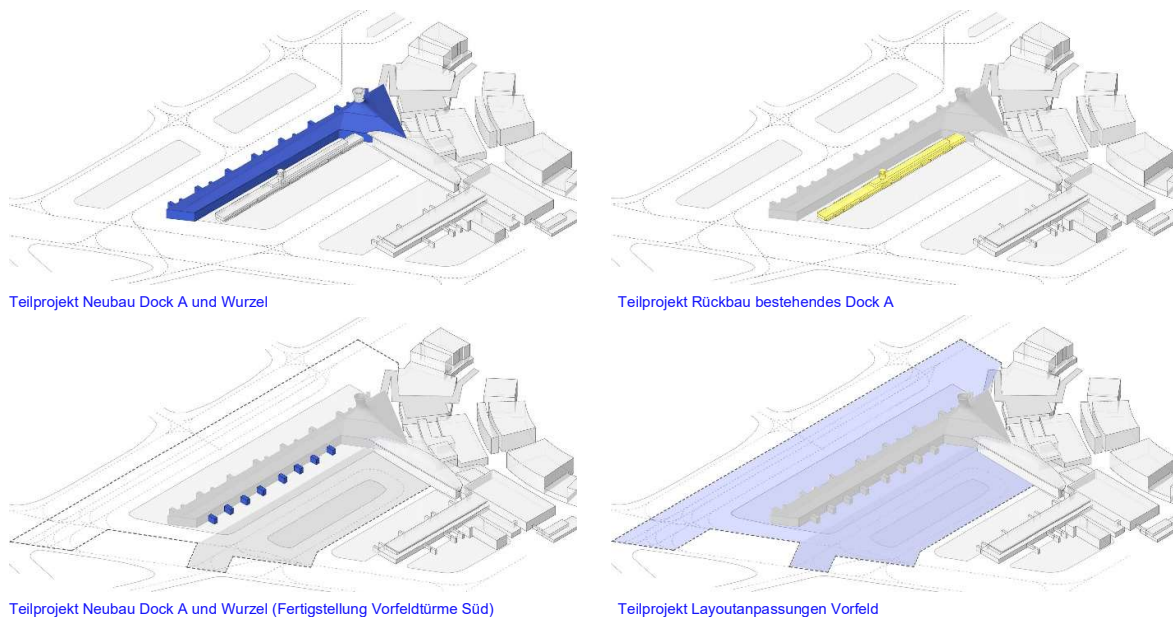 Teilprojekt Neubau Dock A und Wurzel
Teilprojekt Rückbau bestehendes Dock A
Teilprojekt Neubau Dock A und Wurzel (Fertigstellung Vorfeldtürme Süd)
Teilprojekt Layoutanpassungen Vorfeld